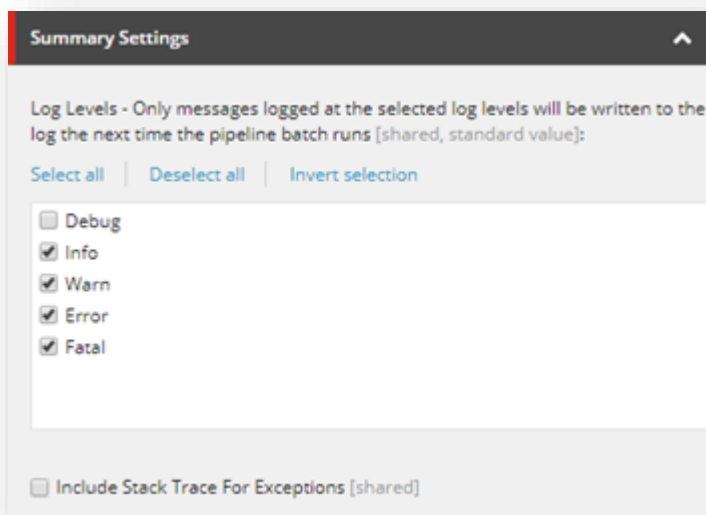 Summary Settings
Log Levels - Only messages logged at the selected log levels will be written to the
log the next time the pipeline batch runs [shared, standard value]:
Select all Deselect all Invert selection
Debug
Info
Warn
Error
Fatal
Include Stack Trace For Exceptions [shared]